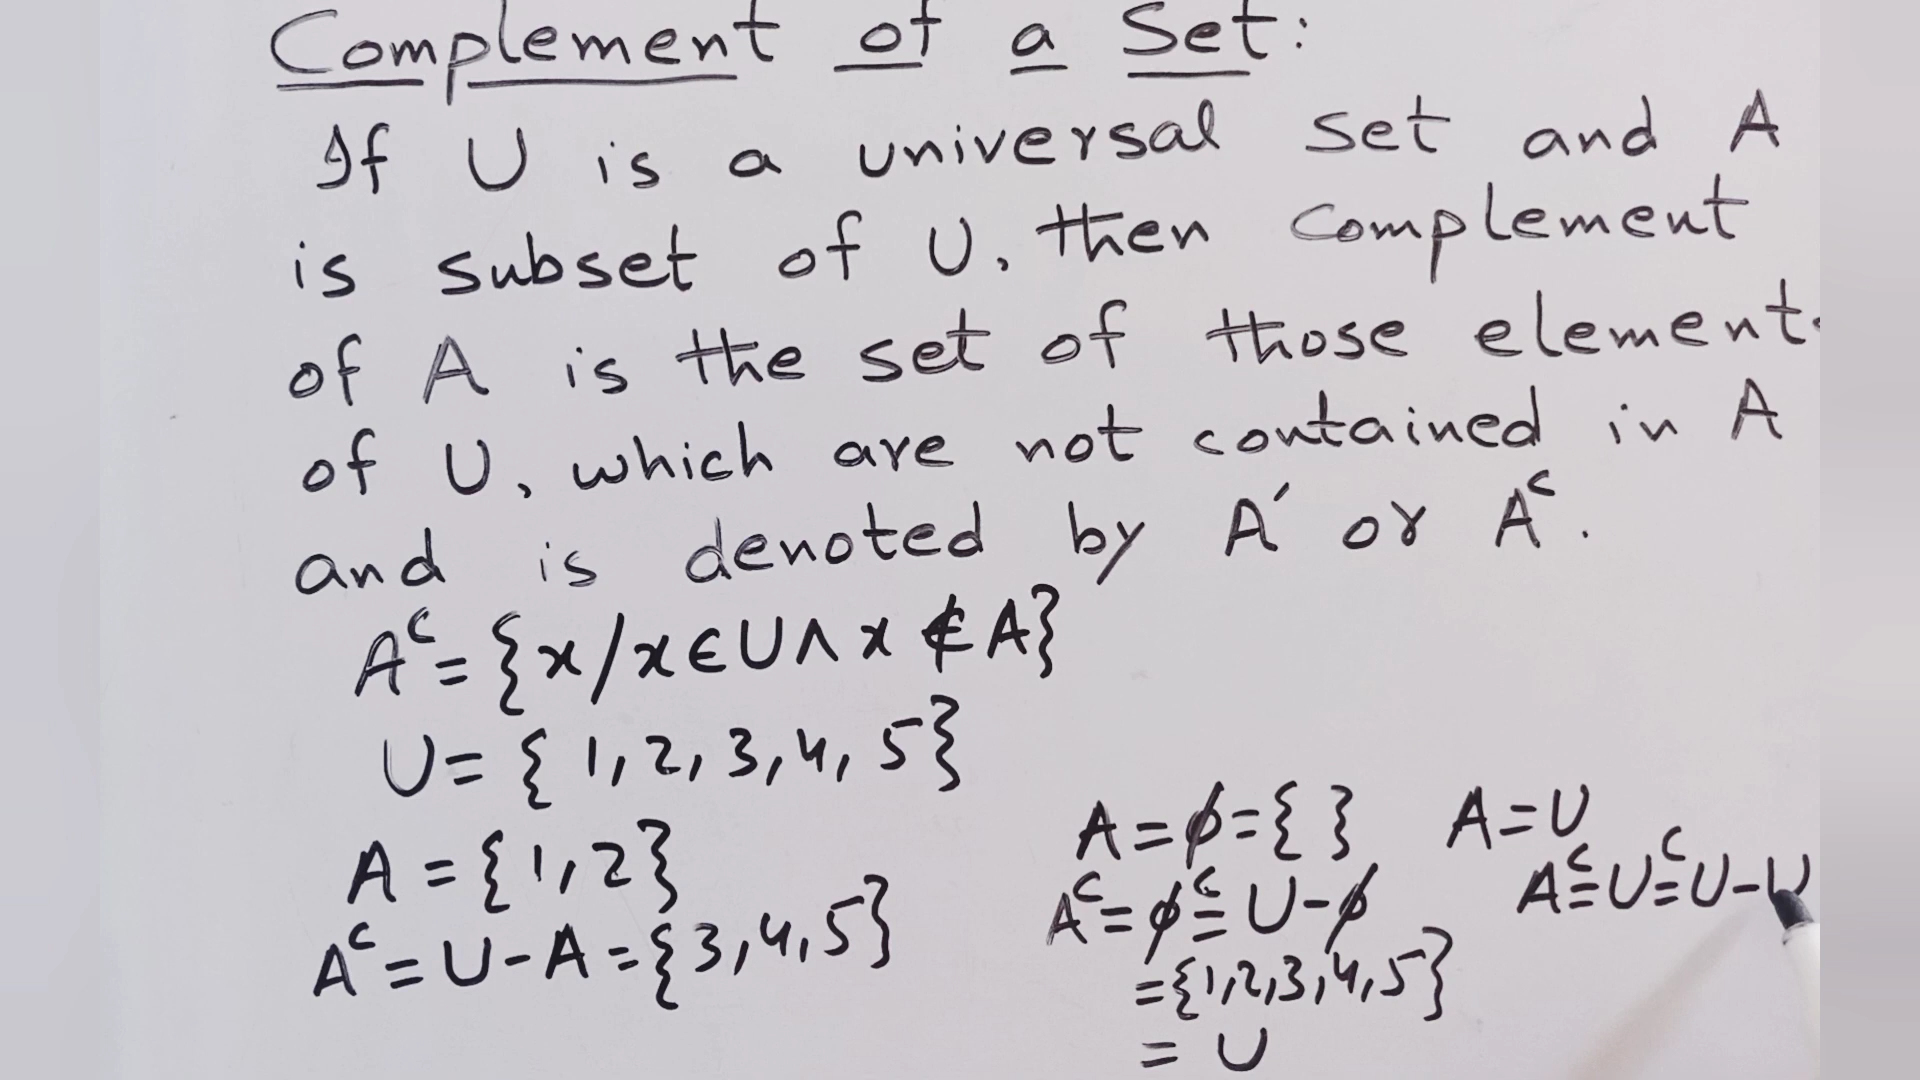 Complement of a Set:
If U is a universal set and A
is subset of U, then complement
of A is the set of those element
of U, which are not contained in A
and is denoted by A′ or Aᶜ.
Aᶜ = {x/x∈U∧x∉A}
U = {1,2,3,4,5}
A = {1,2}
Aᶜ = U-A = {3,4,5}
A = ϕ = { }
Aᶜ = ϕᶜ = U-ϕ
= {1,2,3,4,5}
= U
A = U
Aᶜ = Uᶜ = U-U